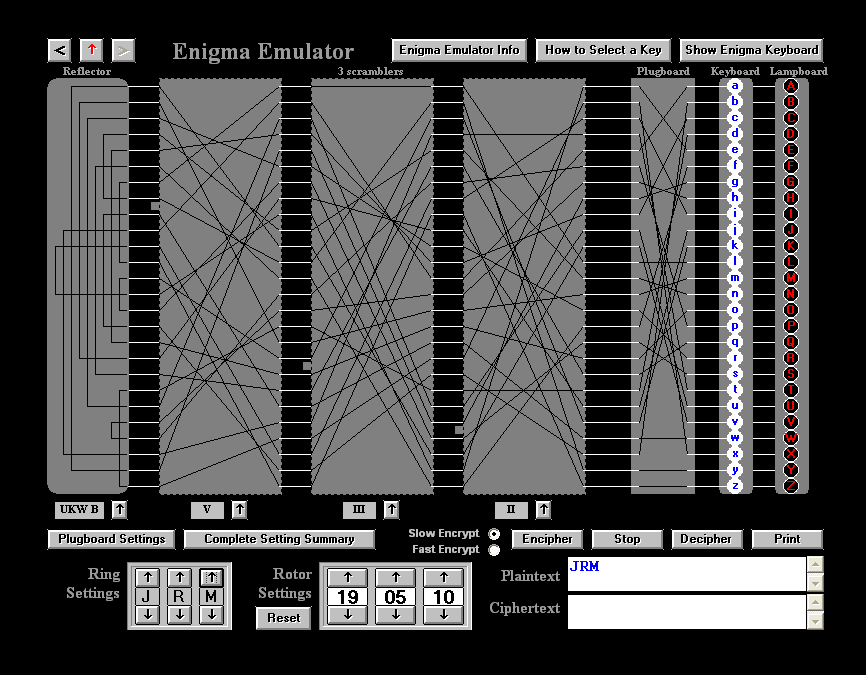 < ↑ > Enigma Emulator Enigma Emulator Info How to Select a Key Show Enigma Keyboard
Reflector 3 scramblers Plugboard Keyboard Lampboard
a A
b B
c C
d D
e E
f F
g G
h H
i I
j J
k K
l L
m M
n N
o O
p P
q Q
r R
s S
t T
u U
v V
w W
x X
y Y
z Z
UKW B ↑ V ↑ III ↑ II ↑
Plugboard Settings Complete Setting Summary Slow Encrypt Encipher Stop Decipher Print
Fast Encrypt
Ring Settings J R M
Rotor Settings 19 05 10
Reset
Plaintext JRM
Ciphertext